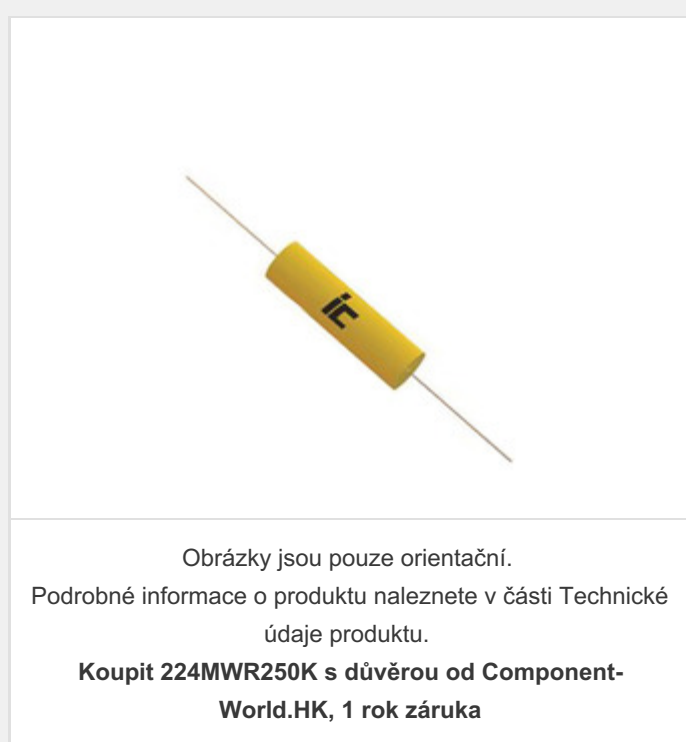 ic
Obrázky jsou pouze orientační.
Podrobné informace o produktu naleznete v části Technické
údaje produktu.
Koupit 224MWR250K s důvěrou od Component-
World.HK, 1 rok záruka